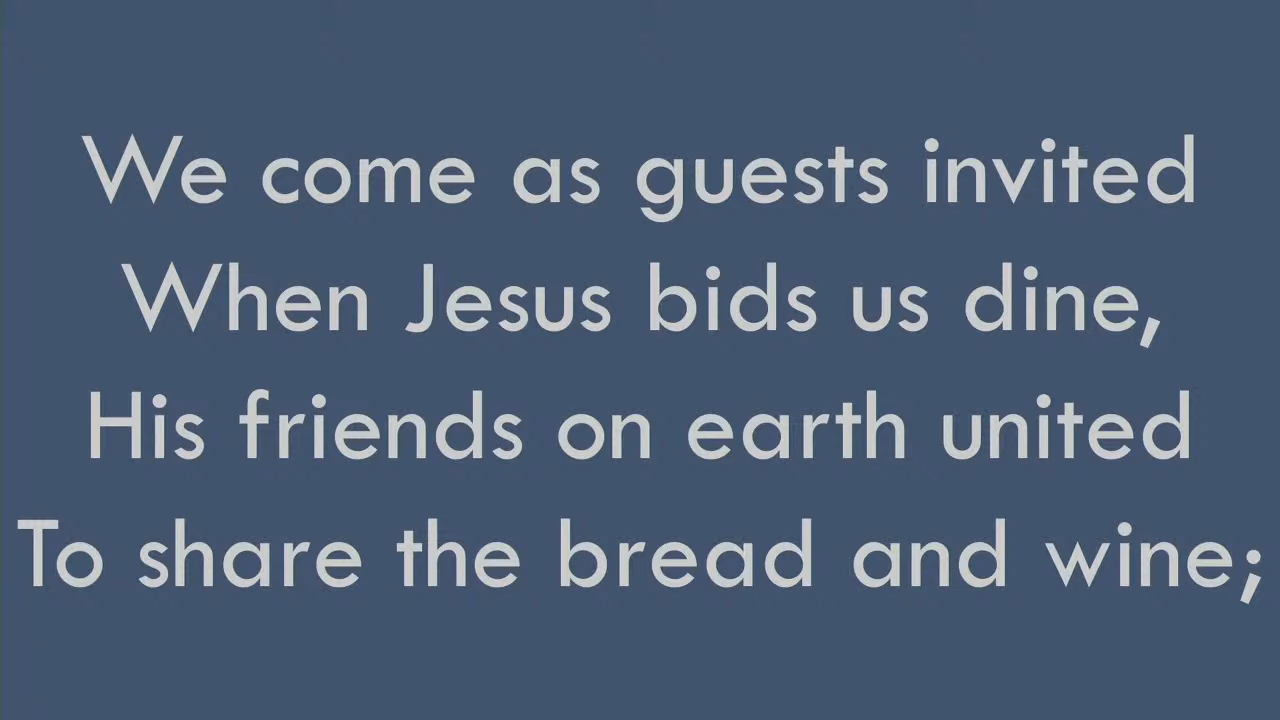 We come as guests invited
When Jesus bids us dine,
His friends on earth united
To share the bread and wine;